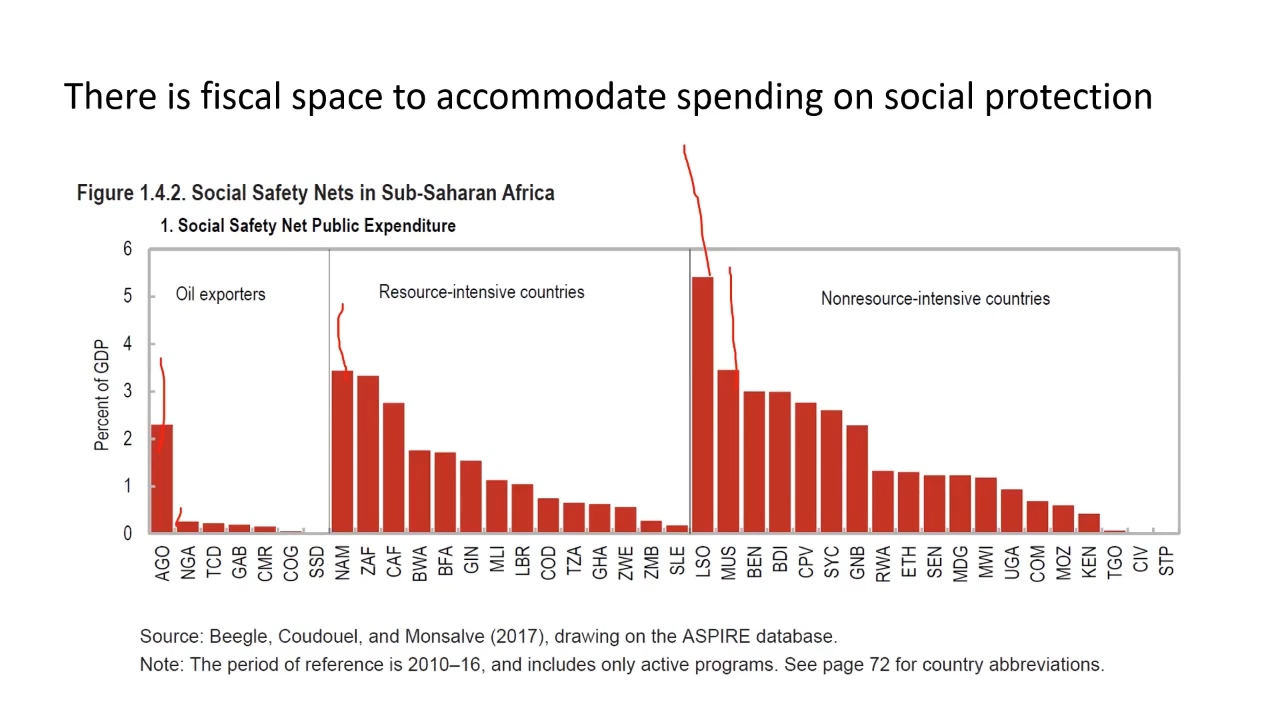 There is fiscal space to accommodate spending on social protection
Figure 1.4.2. Social Safety Nets in Sub-Saharan Africa
1. Social Safety Net Public Expenditure
Percent of GDP
6
5
4
3
2
1
0
Oil exporters
Resource-intensive countries
Nonresource-intensive countries
AGO
NGA
TCD
GAB
CMR
COG
SSD
NAM
ZAF
CAF
BWA
BFA
GIN
MLI
LBR
COD
TZA
GHA
ZWE
ZMB
SLE
LSO
MUS
BEN
BDI
CPV
SYC
GNB
RWA
ETH
SEN
MDG
MWI
UGA
COM
MOZ
KEN
TGO
CIV
STP
Source: Beegle, Coudouel, and Monsalve (2017), drawing on the ASPIRE database.
Note: The period of reference is 2010–16, and includes only active programs. See page 72 for country abbreviations.